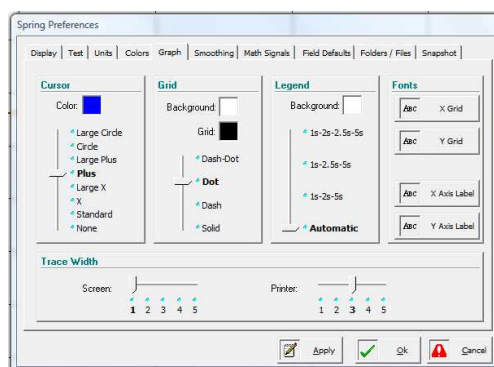 Spring Preferences
Display Test Units Colors Graph Smoothing Math Signals Field Defaults Folders / Files Snapshot
Cursor
Color:
Large Circle
Circle
Large Plus
Plus
Large X
X
Standard
None
Grid
Background:
Grid:
Dash-Dot
Dot
Dash
Solid
Legend
Background:
1s-2s-2.5s-5s
1s-2.5s-5s
1s-2s-5s
Automatic
Fonts
ABC X Grid
ABC Y Grid
ABC X Axis Label
ABC Y Axis Label
Trace Width
Screen:
1 2 3 4 5
Printer:
1 2 3 4 5
Apply Ok Cancel